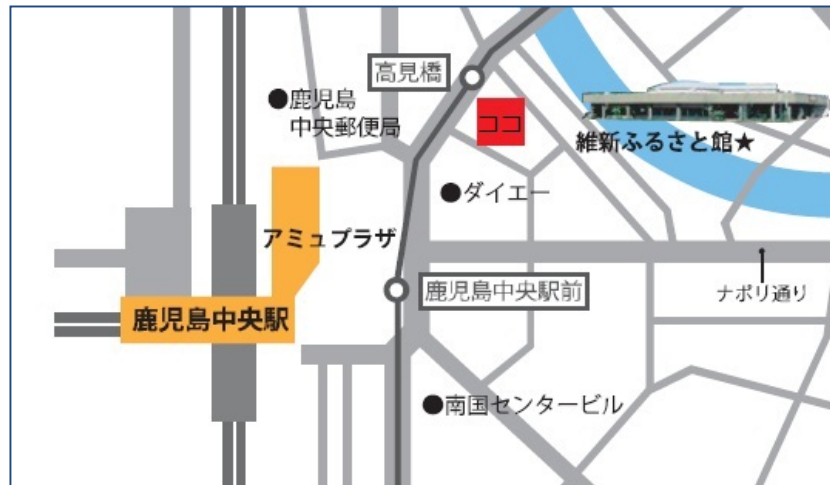 高見橋
●鹿児島
中央郵便局
ココ
維新ふるさと館★
●ダイエー
アミュプラザ
鹿児島中央駅前
ナポリ通り
鹿児島中央駅
●南国センタービル